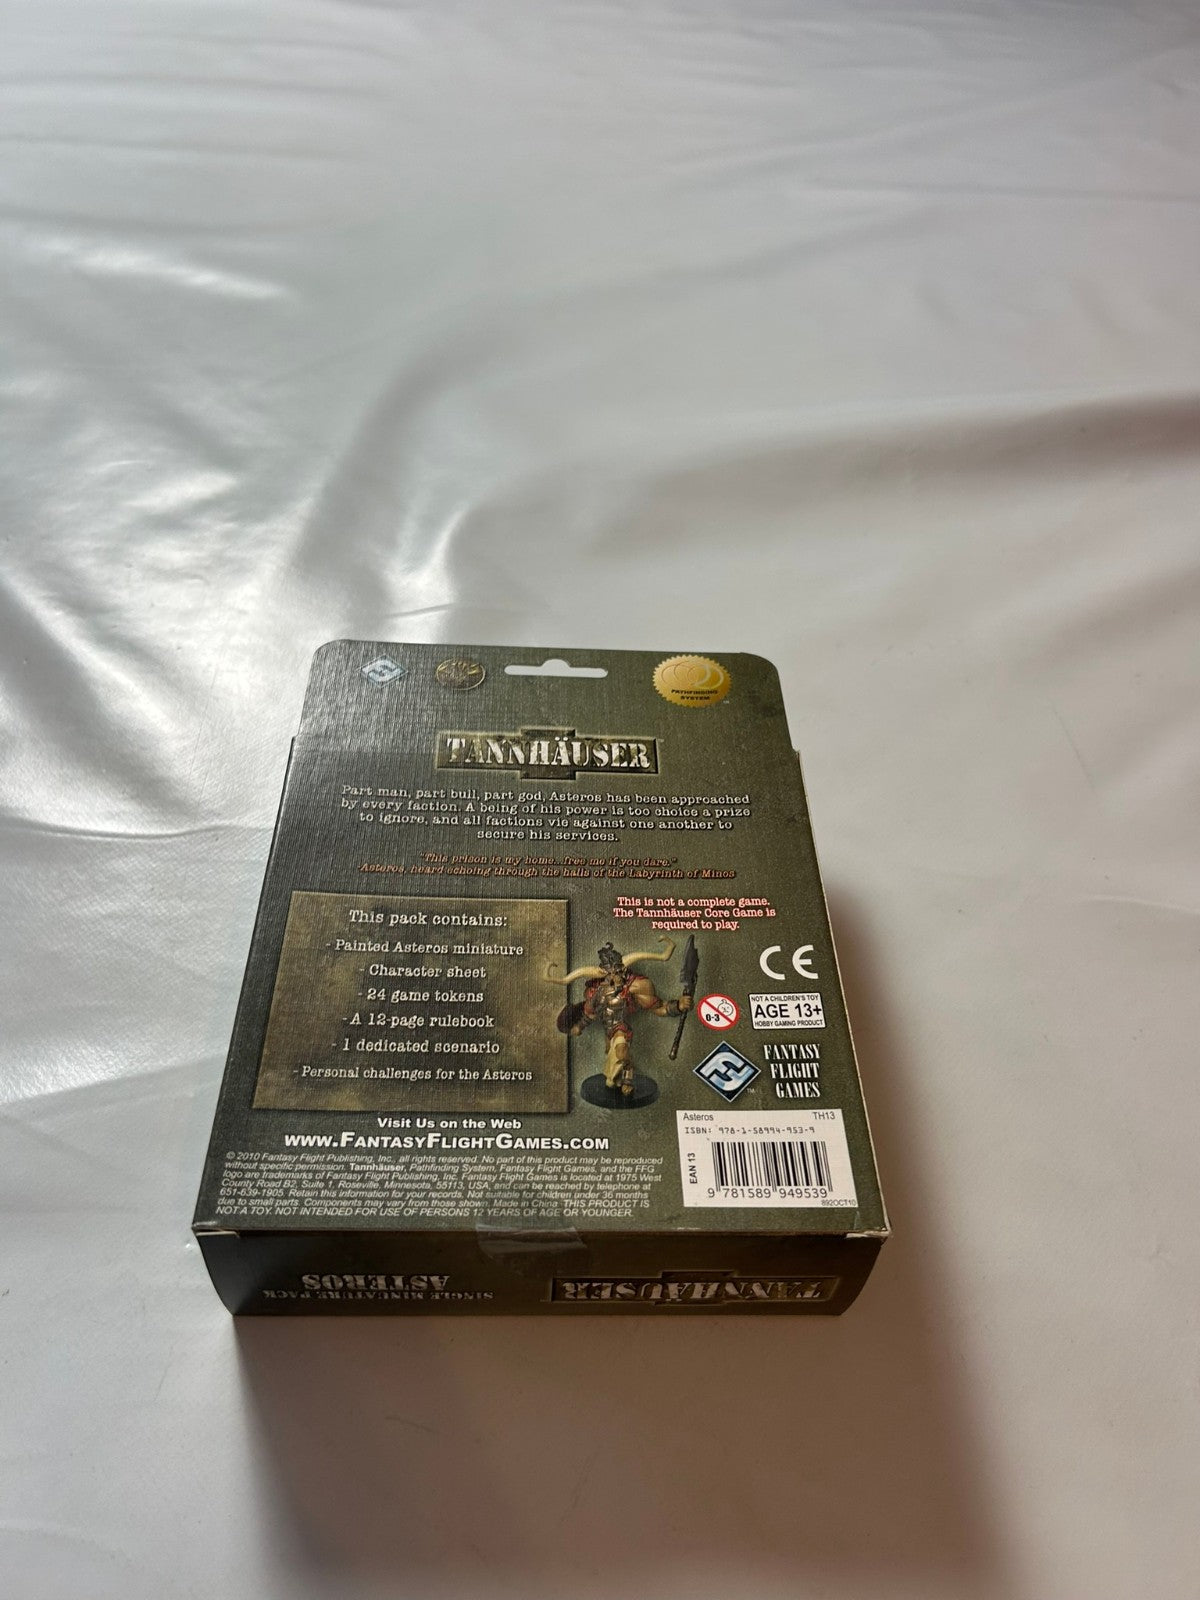 PATHFINDING
SYSTEM
TANNHÄUSER
Part man, part bull, part god, Asteros has been approached
by every faction. A being of his power is too choice a prize
to ignore, and all factions vie against one another to
secure his services.
"This prison is my home...free me if you dare."
-Asteros, heard echoing through the halls of the Labyrinth of Minos
This pack contains:
- Painted Asteros miniature
- Character sheet
- 24 game tokens
- A 12-page rulebook
- 1 dedicated scenario
- Personal challenges for the Asteros
This is not a complete game.
The Tannhäuser Core Game is
required to play.
CE
0-3
NOT A CHILDREN'S TOY
AGE 13+
HOBBY GAMING PRODUCT
FANTASY
FLIGHT
GAMES
TM
Visit Us on the Web
WWW.FANTASYFLIGHTGAMES.COM
© 2010 Fantasy Flight Publishing, Inc., all rights reserved. No part of this product may be reproduced
without specific permission. Tannhäuser, Pathfinding System, Fantasy Flight Games, and the FFG
logo are trademarks of Fantasy Flight Publishing, Inc. Fantasy Flight Games is located at 1975 West
County Road B2, Suite 1, Roseville, Minnesota, 55113, USA, and can be reached by telephone at
651-639-1905. Retain this information for your records. Not suitable for children under 36 months
due to small parts. Components may vary from those shown. Made in China. THIS PRODUCT IS
NOT A TOY. NOT INTENDED FOR USE OF PERSONS 12 YEARS OF AGE OR YOUNGER.
Asteros TH13
ISBN: 978-1-58994-953-9
EAN 13
9 781589 949539
892OCT10
TANNHÄUSER
ASTEROS
SINGLE MINIATURE PACK